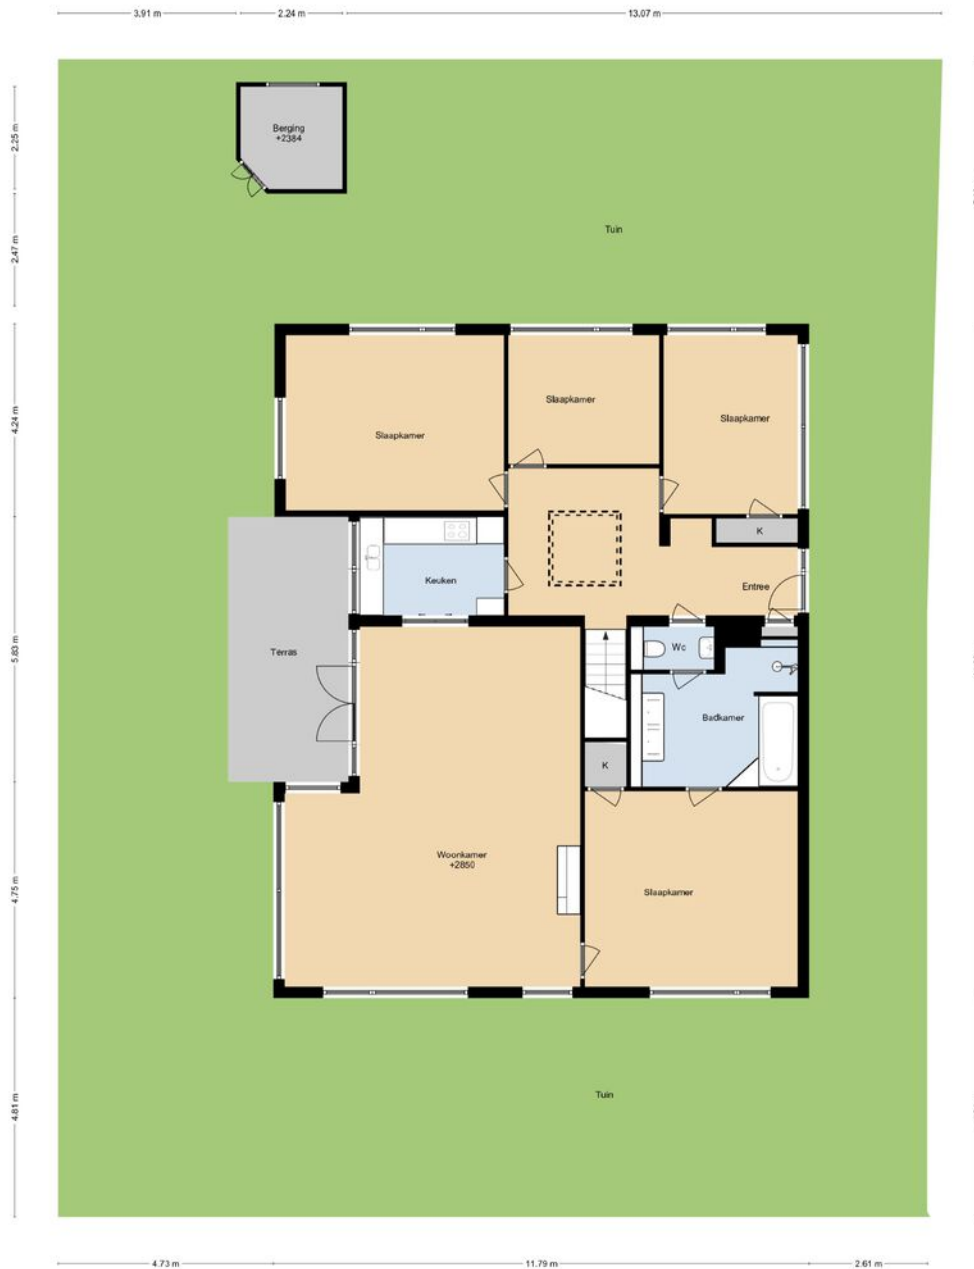 3.91 m
2.24 m
13.07 m
2.25 m
Berging
+2384
Tuin
2.47 m
4.24 m
Slaapkamer
Slaapkamer
Slaapkamer
K
Keuken
Entree
5.83 m
Terras
Wc
Badkamer
K
Woonkamer
+2850
4.75 m
Slaapkamer
Tuin
4.81 m
4.73 m
11.79 m
2.61 m